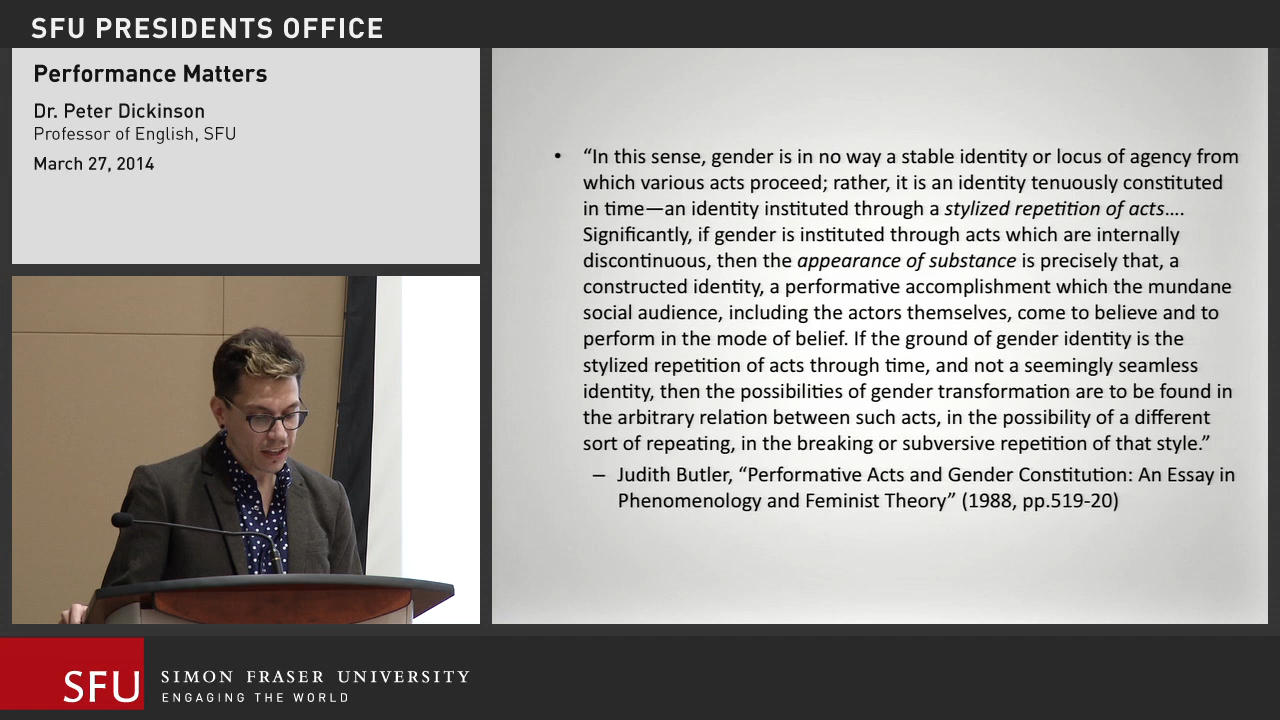 SFU PRESIDENTS OFFICE
Performance Matters
Dr. Peter Dickinson
Professor of English, SFU
March 27, 2014
• “In this sense, gender is in no way a stable identity or locus of agency from
which various acts proceed; rather, it is an identity tenuously constituted
in time—an identity instituted through a stylized repetition of acts….
Significantly, if gender is instituted through acts which are internally
discontinuous, then the appearance of substance is precisely that, a
constructed identity, a performative accomplishment which the mundane
social audience, including the actors themselves, come to believe and to
perform in the mode of belief. If the ground of gender identity is the
stylized repetition of acts through time, and not a seemingly seamless
identity, then the possibilities of gender transformation are to be found in
the arbitrary relation between such acts, in the possibility of a different
sort of repeating, in the breaking or subversive repetition of that style.”
– Judith Butler, “Performative Acts and Gender Constitution: An Essay in
Phenomenology and Feminist Theory” (1988, pp.519-20)
SFU
SIMON FRASER UNIVERSITY
ENGAGING THE WORLD